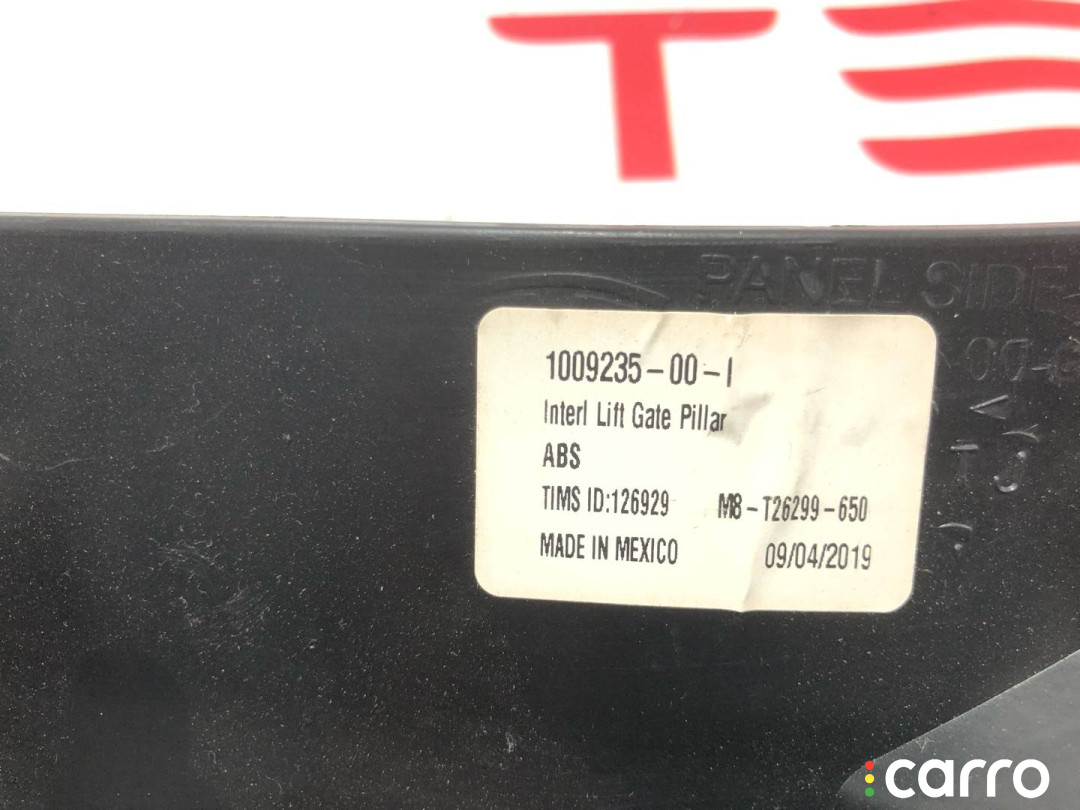 TE
PANEL SIDE
1009235-00-I
Interl Lift Gate Pillar
ABS
TIMS ID:126929 M8-T26299-650
MADE IN MEXICO 09/04/2019
carro